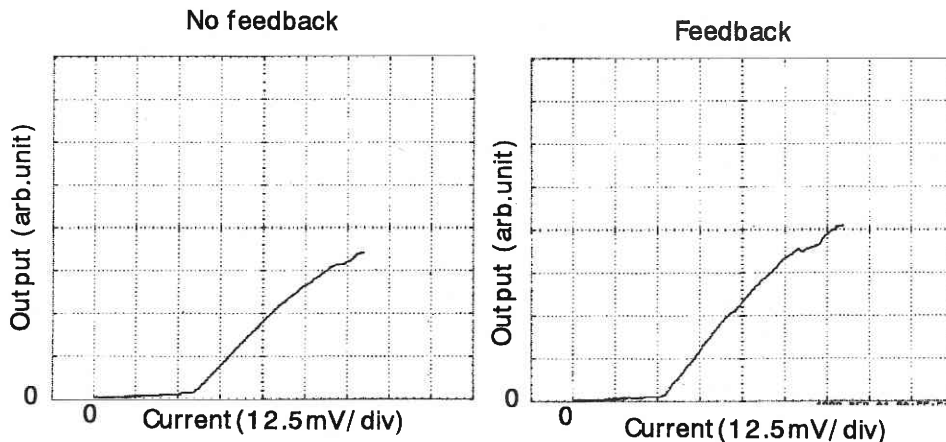 No feedback
Output (arb.unit)
0
0
Current (12.5mV/ div)
Feedback
Output (arb.unit)
0
0
Current (12.5mV/ div)